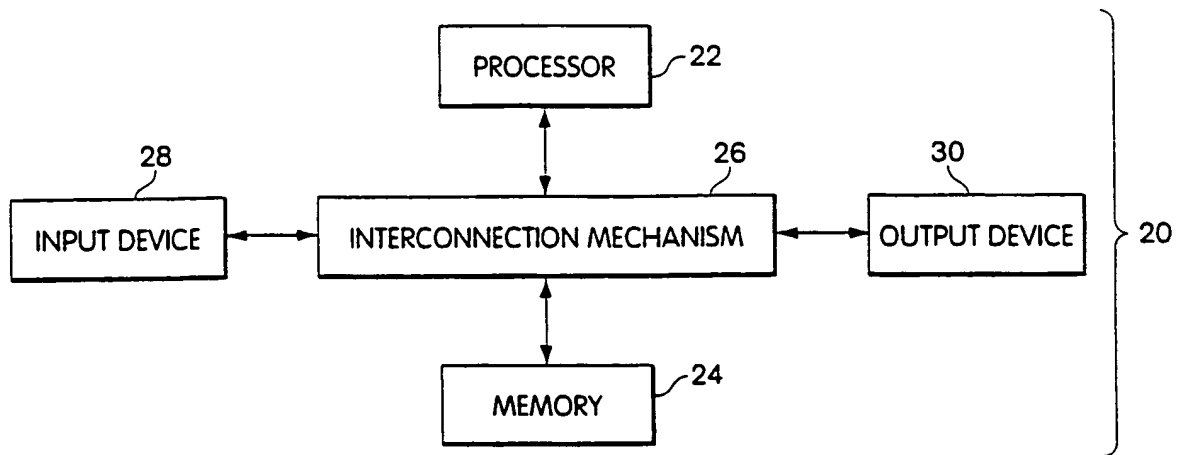 PROCESSOR
22
28
26
30
INPUT DEVICE
INTERCONNECTION MECHANISM
OUTPUT DEVICE
20
MEMORY
24